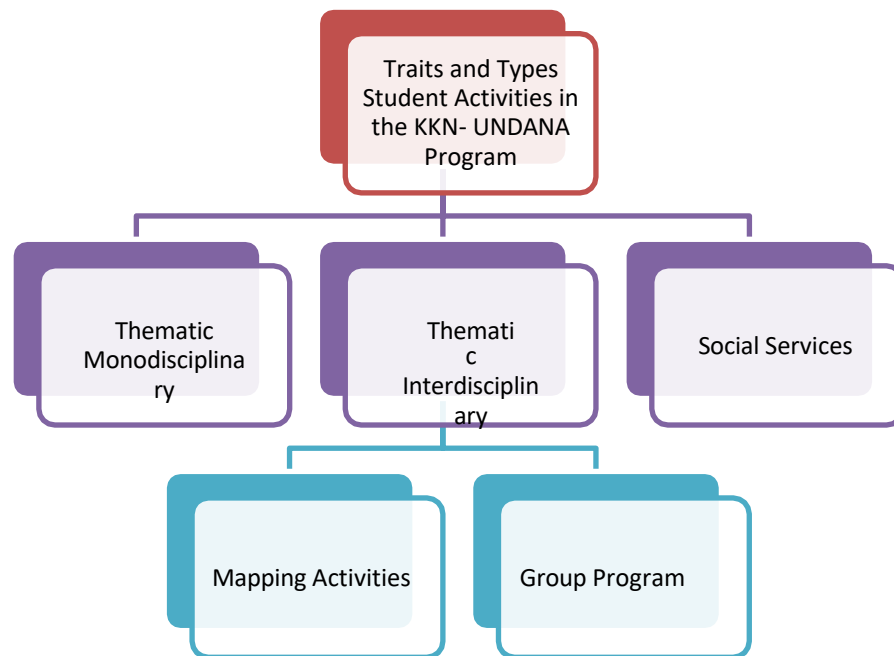 Traits and Types
Student Activities in
the KKN- UNDANA
Program
Thematic
Monodisciplina
ry
Themati
c
Interdisciplin
ary
Social Services
Mapping Activities
Group Program